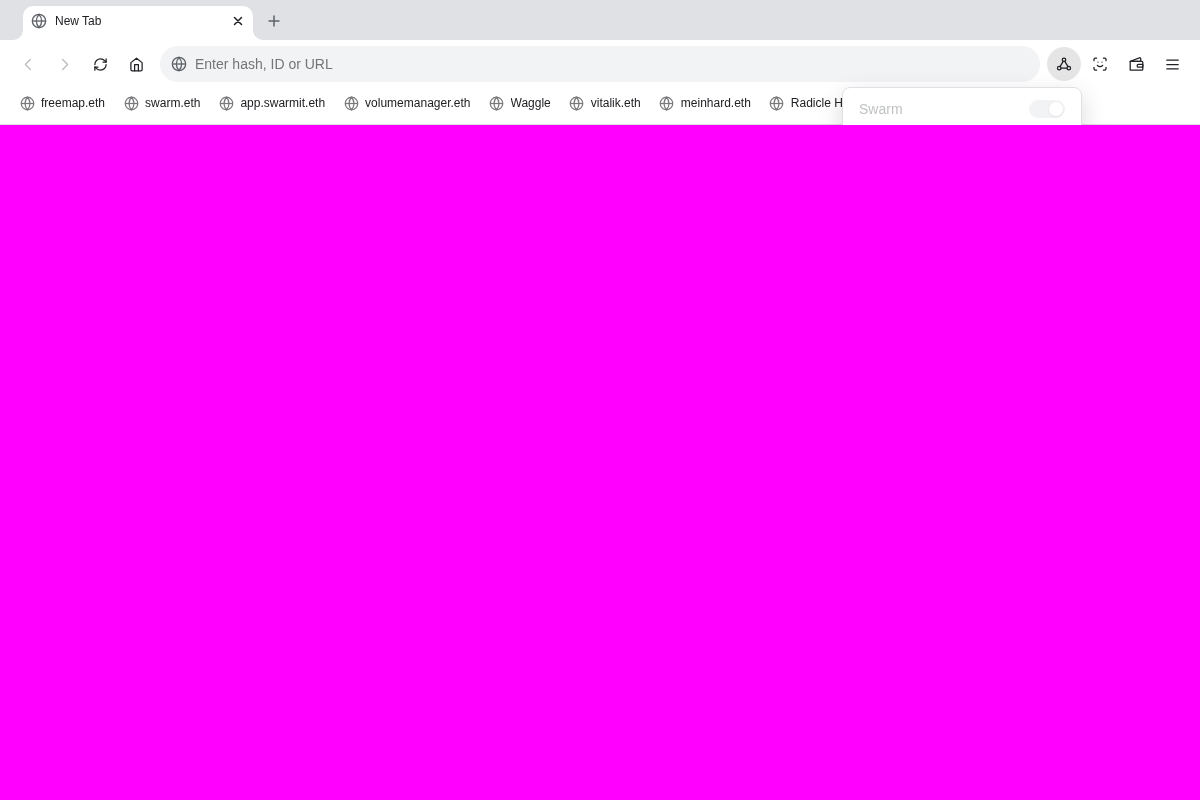 New Tab
Enter hash, ID or URL
freemap.eth swarm.eth app.swarmit.eth volumemanager.eth Waggle vitalik.eth meinhard.eth Radicle H
Swarm